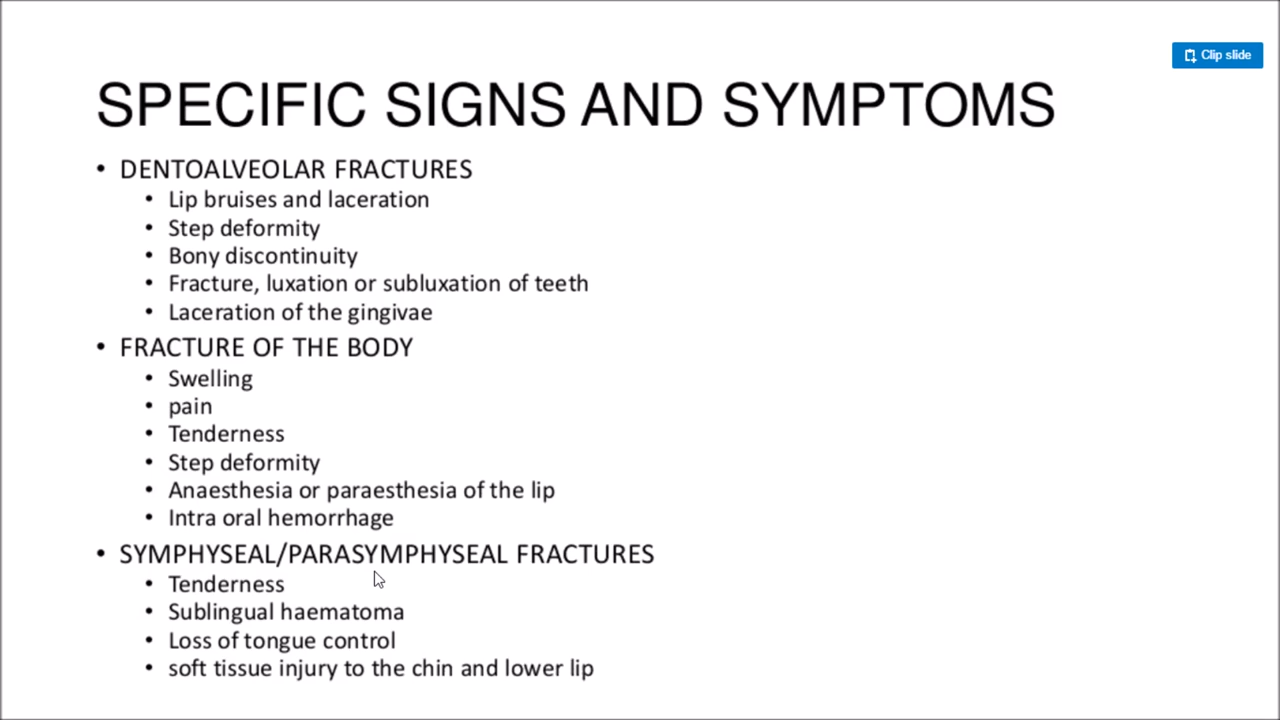 Clip slide
SPECIFIC SIGNS AND SYMPTOMS
• DENTOALVEOLAR FRACTURES
• Lip bruises and laceration
• Step deformity
• Bony discontinuity
• Fracture, luxation or subluxation of teeth
• Laceration of the gingivae
• FRACTURE OF THE BODY
• Swelling
• pain
• Tenderness
• Step deformity
• Anaesthesia or paraesthesia of the lip
• Intra oral hemorrhage
• SYMPHYSEAL/PARASYMPHYSEAL FRACTURES
• Tenderness
• Sublingual haematoma
• Loss of tongue control
• soft tissue injury to the chin and lower lip